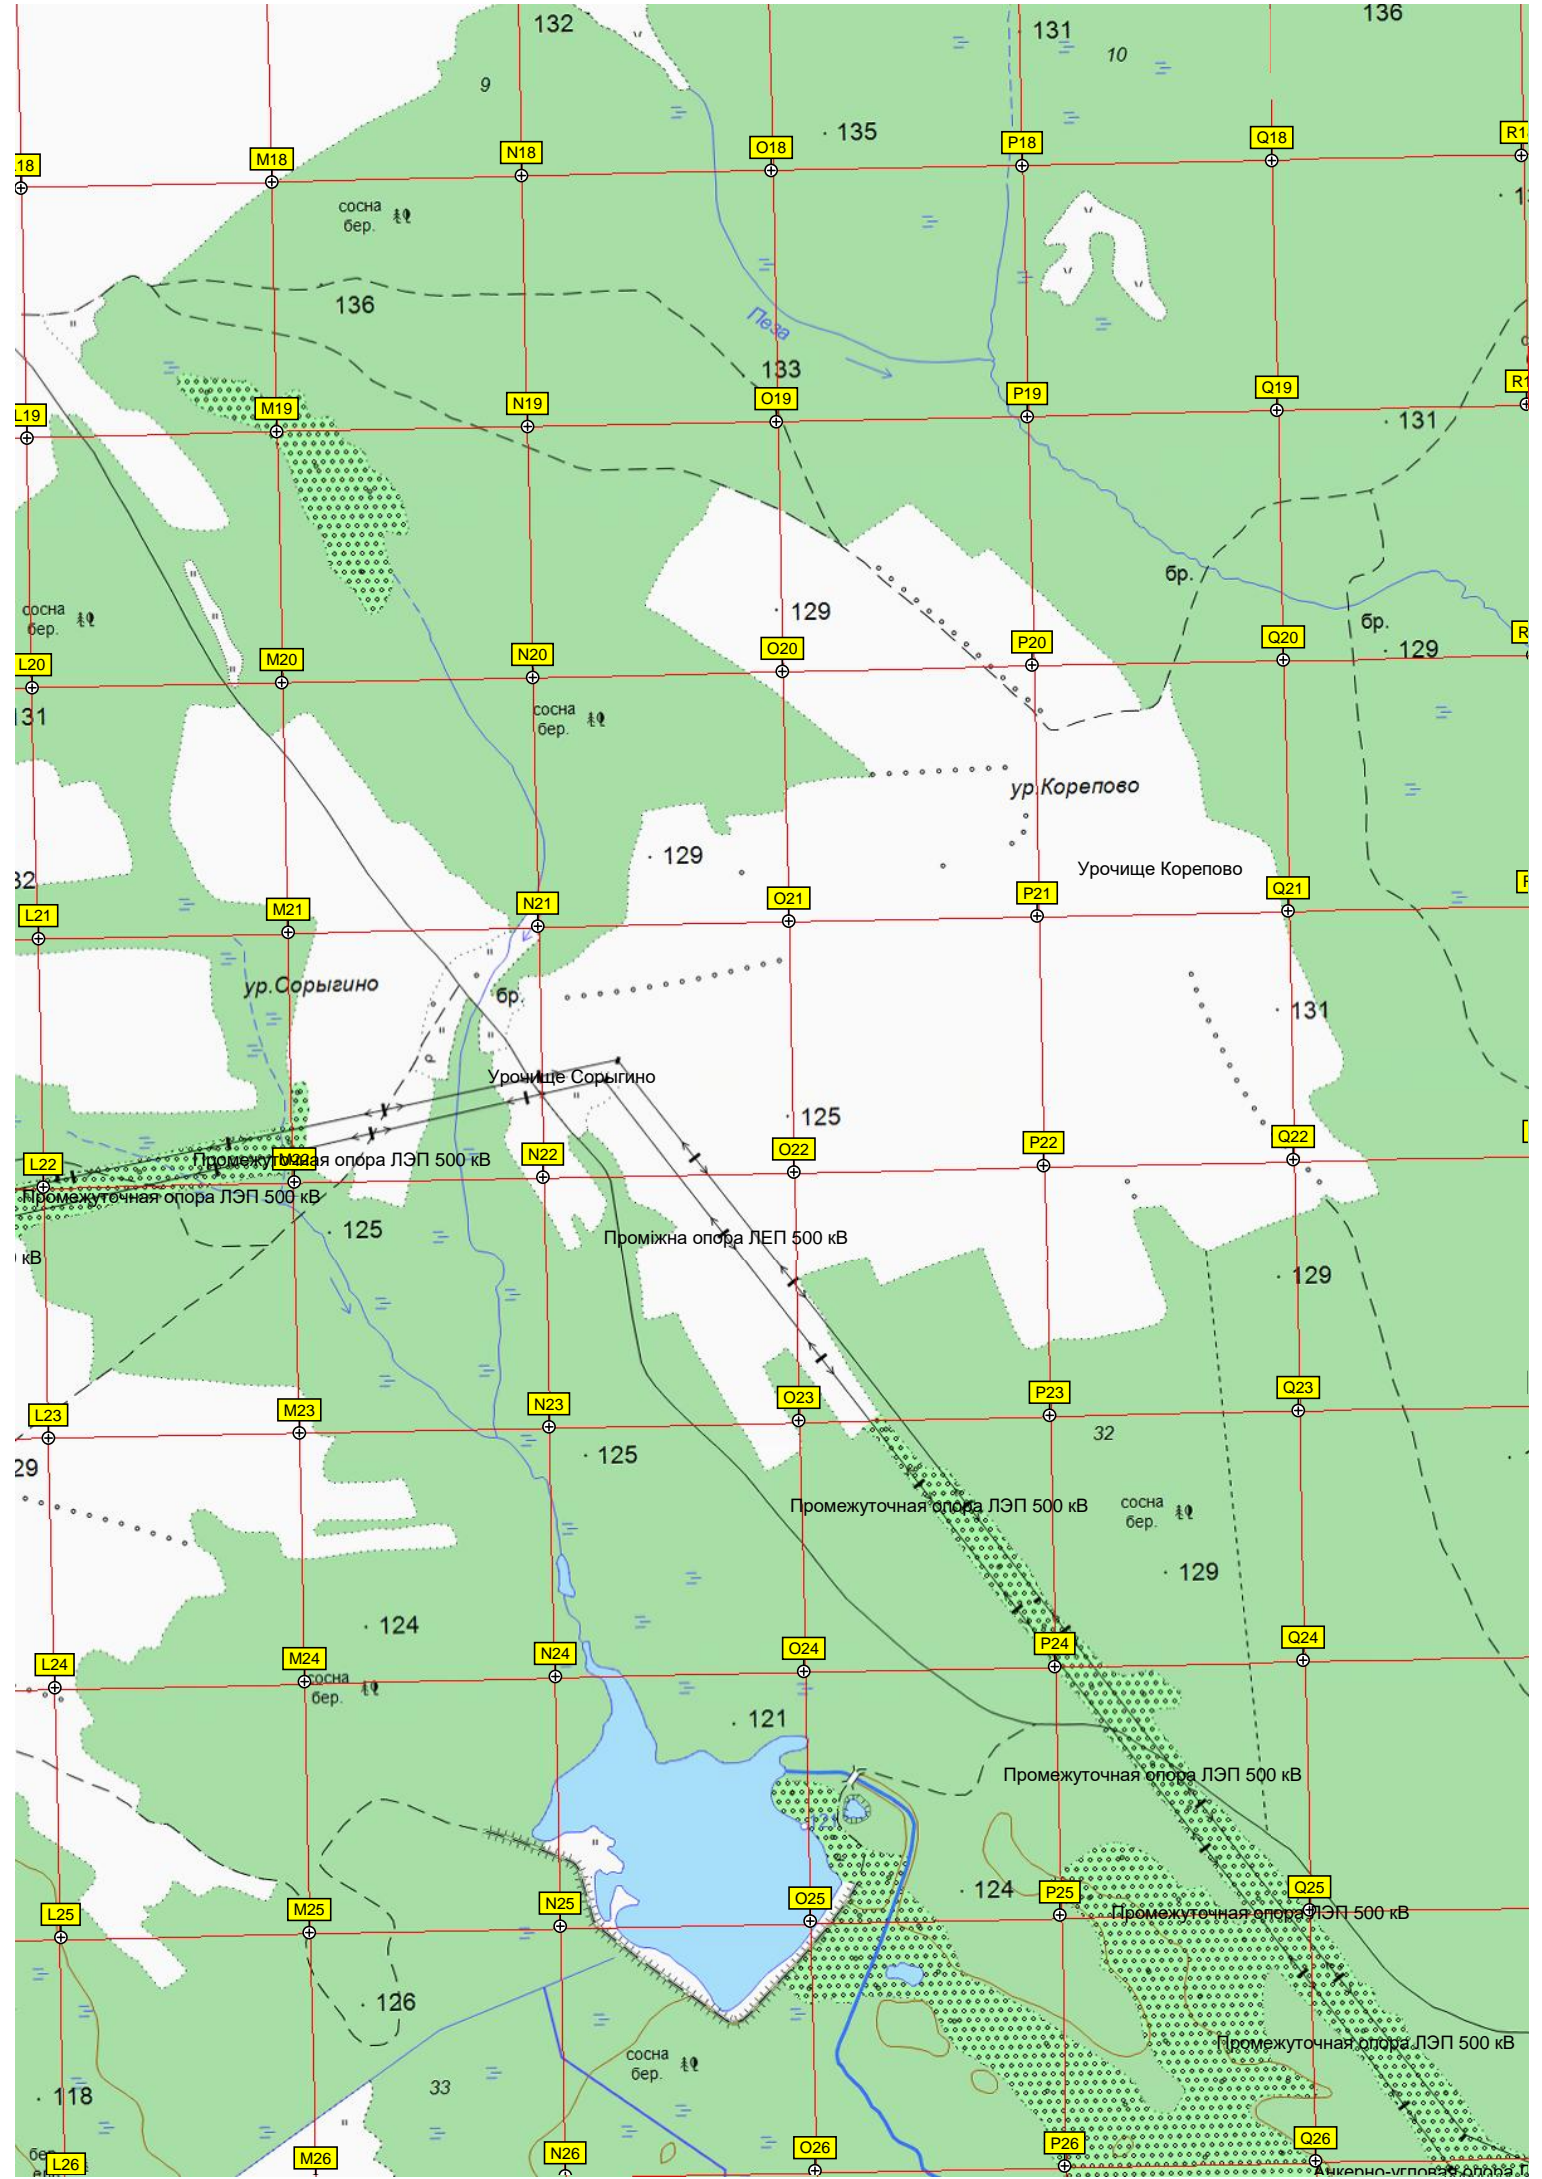 132
131
136
10
9
135
N18
O18
P18
Q18
M18
сосна
бер.
136
Пеза
133
O19
P19
Q19
N19
M19
L19
131
бр.
129
бр.
сосна
бер.
129
P20
Q20
O20
N20
M20
L20
131
сосна
бер.
ур.Корепово
129
Урочище Корепово
Q21
P21
O21
N21
M21
L21
ур.Сорыгино
бр.
131
Урочище Сорыгино
125
Q22
P22
O22
N22
M22
L22
Промежуточная опора ЛЭП 500 кВ
Промежуточная опора ЛЭП 500 кВ
125
Проміжна опора ЛЕП 500 кВ
кВ
129
Q23
P23
O23
N23
M23
L23
32
125
29
Промежуточная опора ЛЭП 500 кВ
сосна
бер.
129
124
Q24
P24
O24
N24
M24
L24
сосна
бер.
121
Промежуточная опора ЛЭП 500 кВ
124
Q25
P25
O25
N25
M25
L25
Промежуточная опора ЛЭП 500 кВ
126
Промежуточная опора ЛЭП 500 кВ
сосна
бер.
33
118
Q26
P26
O26
N26
M26
L26
Анкерно-угловая опора